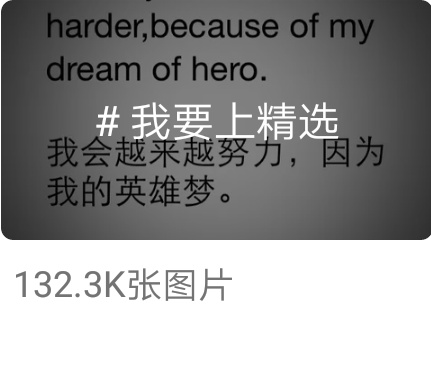 harder,because of my
dream of hero.
# 我要上精选
我会越来越努力，因为
我的英雄梦。
132.3K张图片